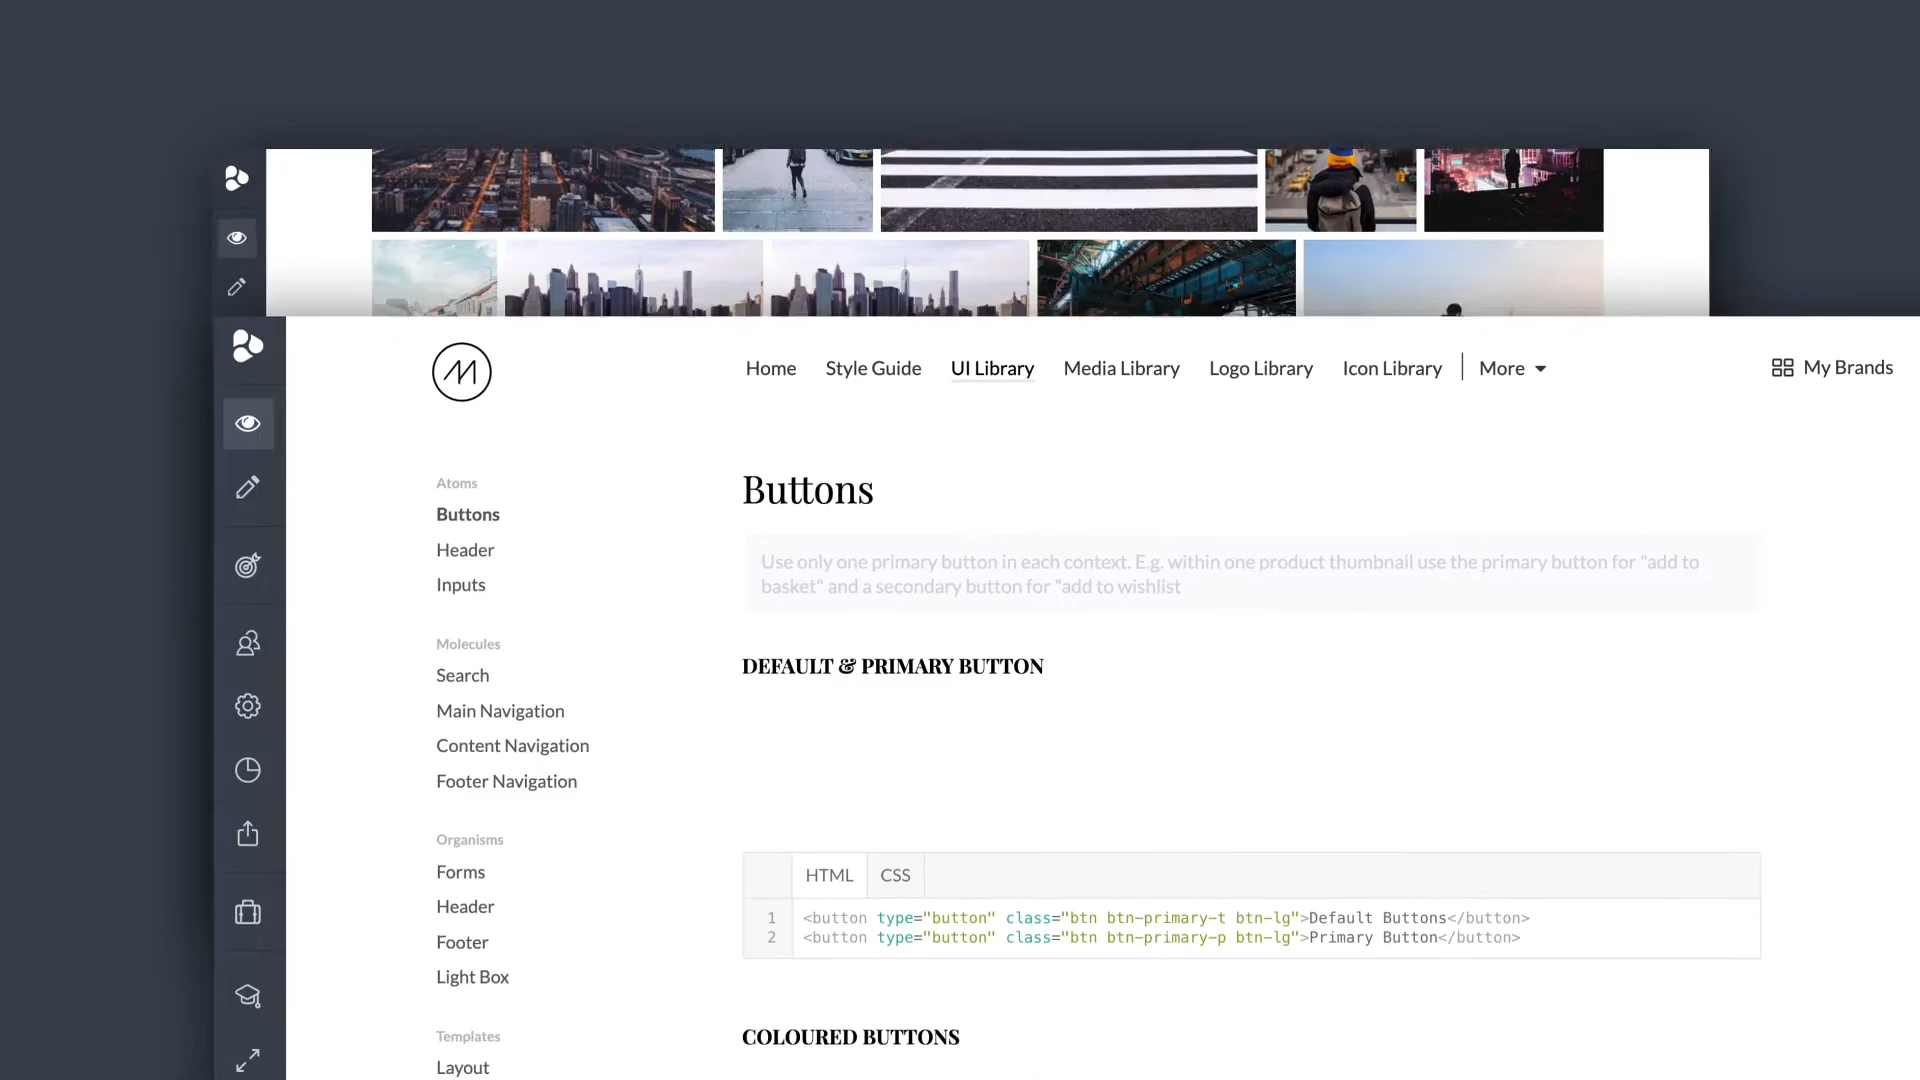 Home Style Guide UI Library Media Library Logo Library Icon Library More My Brands
Atoms
Buttons
Header
Inputs
Molecules
Search
Main Navigation
Content Navigation
Footer Navigation
Organisms
Forms
Header
Footer
Light Box
Templates
Layout
Buttons
Use only one primary button in each context. E.g. within one product thumbnail use the primary button for "add to
basket" and a secondary button for "add to wishlist
DEFAULT & PRIMARY BUTTON
HTML CSS
1 <button type="button" class="btn btn-primary-t btn-lg">Default Buttons</button>
2 <button type="button" class="btn btn-primary-p btn-lg">Primary Button</button>
COLOURED BUTTONS